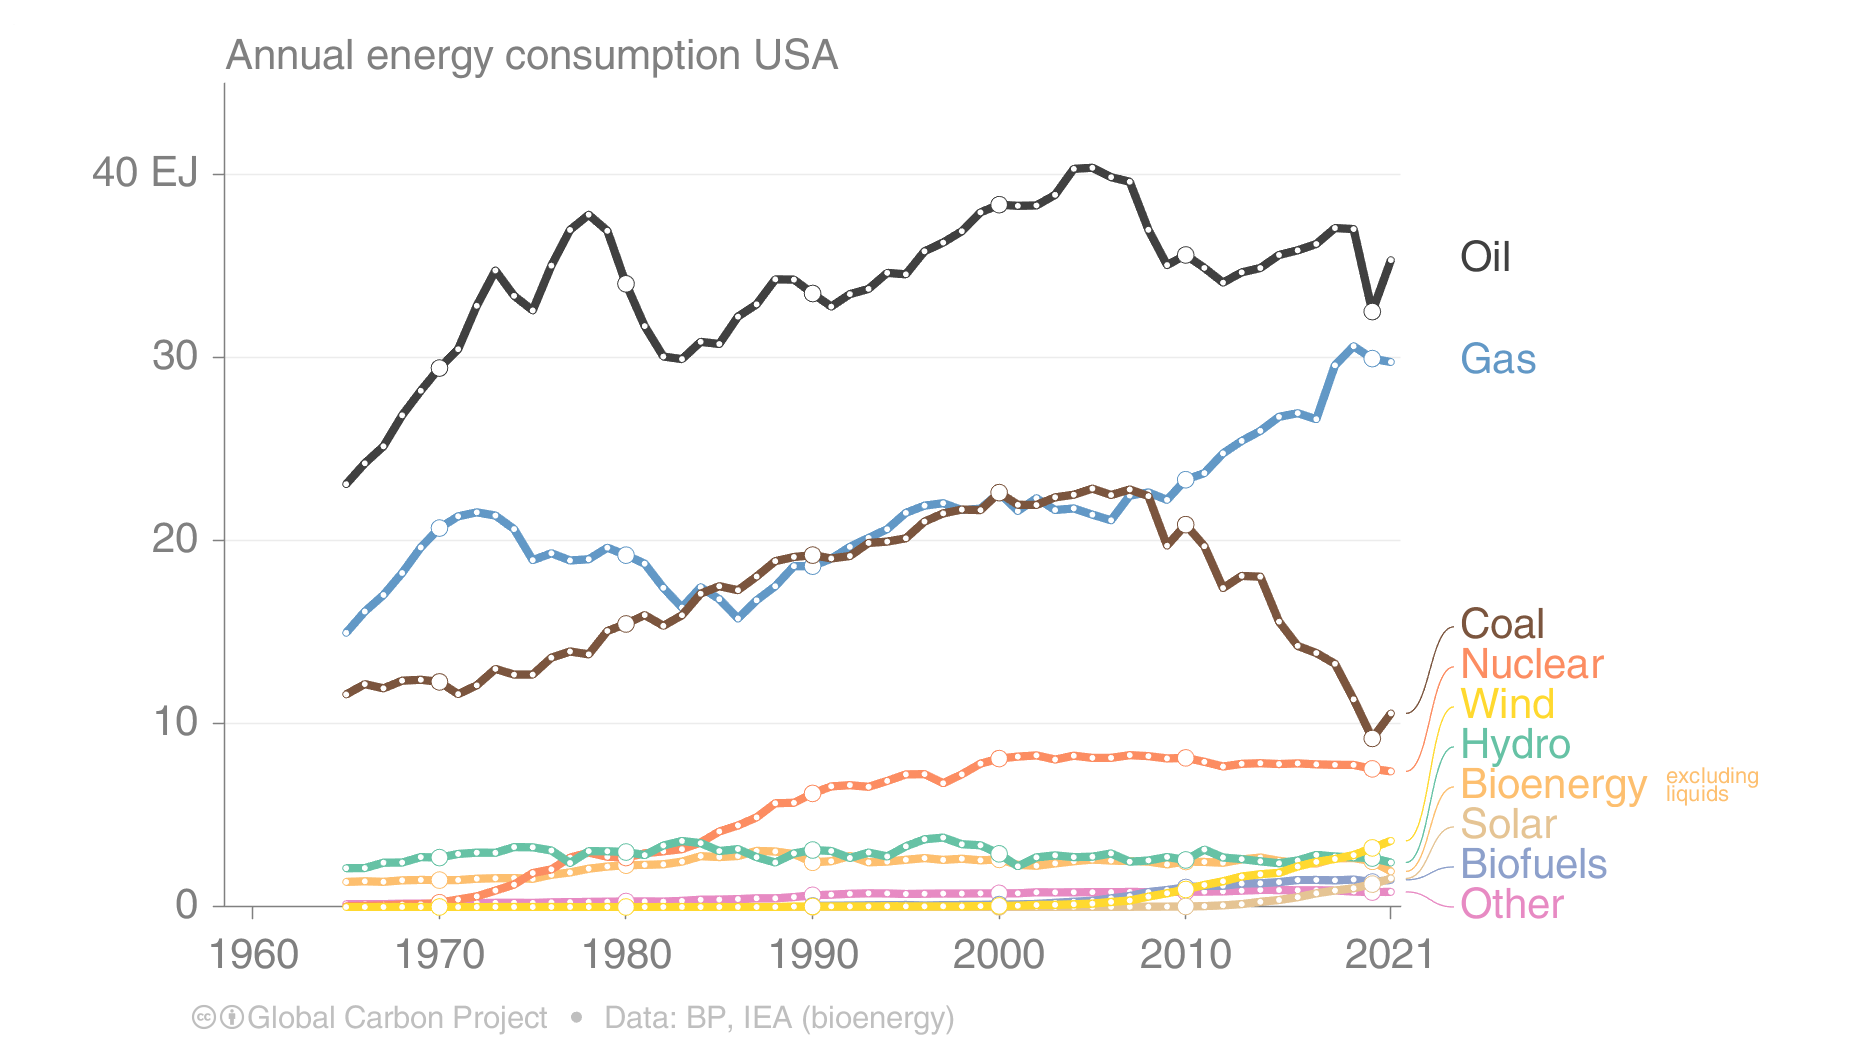 Annual energy consumption USA
40 EJ
30
20
10
0
1960 1970 1980 1990 2000 2010 2021
Oil
Gas
Coal
Nuclear
Wind
Hydro
Bioenergy excluding liquids
Solar
Biofuels
Other
cc Global Carbon Project • Data: BP, IEA (bioenergy)